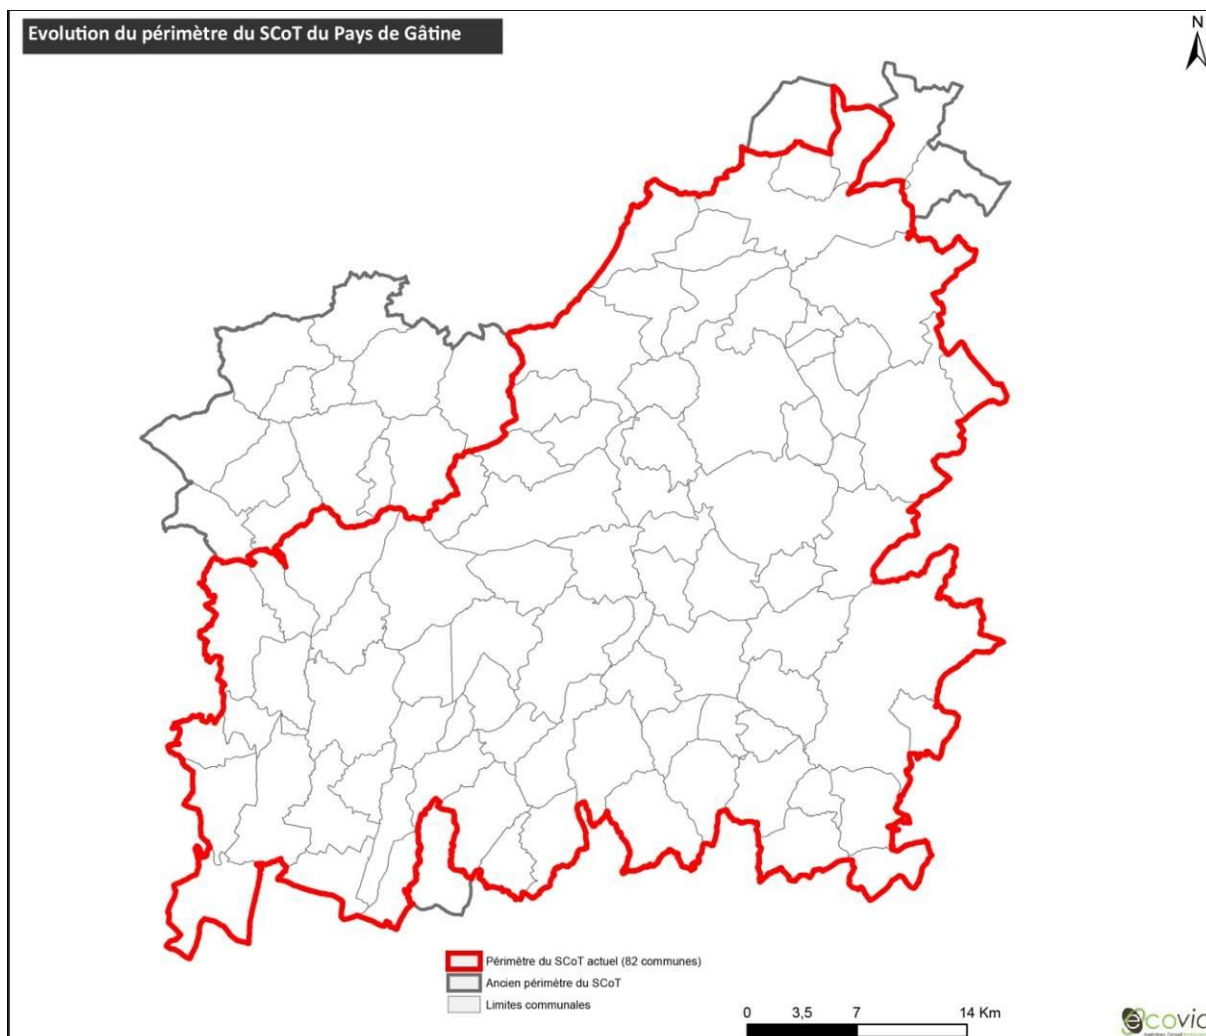 Evolution du périmètre du SCoT du Pays de Gâtine
N
Périmètre du SCoT actuel (82 communes)
Ancien périmètre du SCoT
Limites communales
0 3,5 7 14 Km
écovia